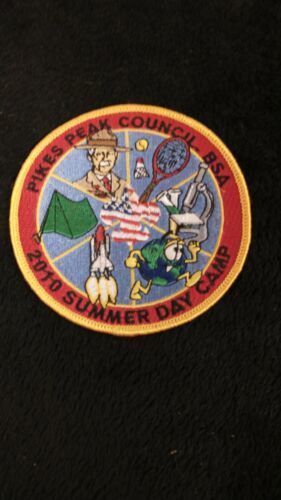 PIKES PEAK COUNCIL BSA
2010 SUMMER DAY CAMP